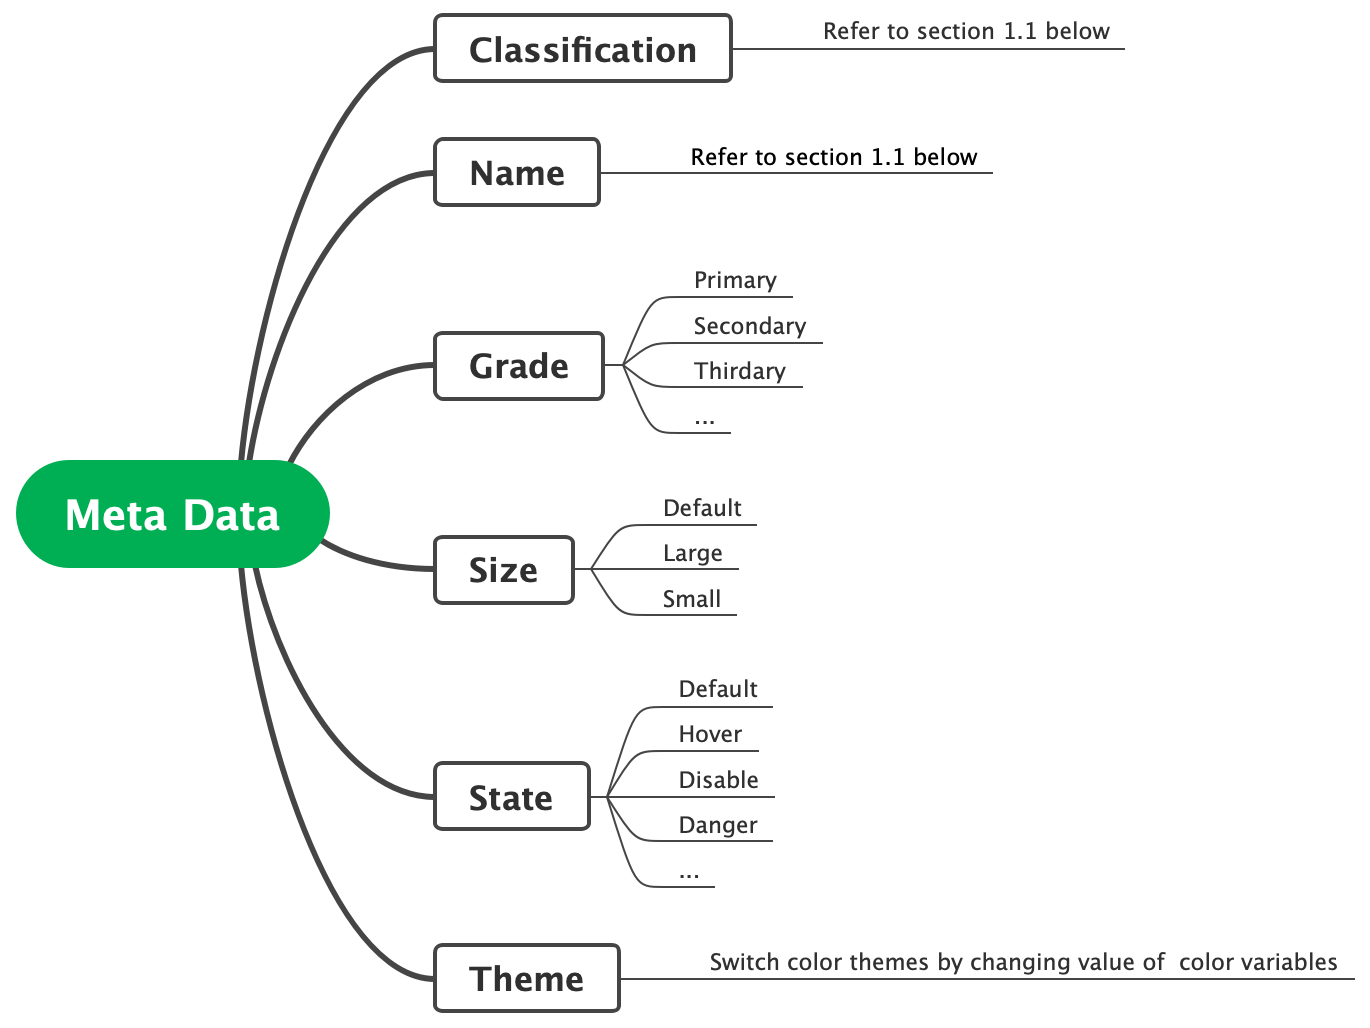 Meta Data
Classification
Refer to section 1.1 below
Name
Refer to section 1.1 below
Grade
Primary
Secondary
Thirdary
...
Size
Default
Large
Small
State
Default
Hover
Disable
Danger
...
Theme
Switch color themes by changing value of  color variables